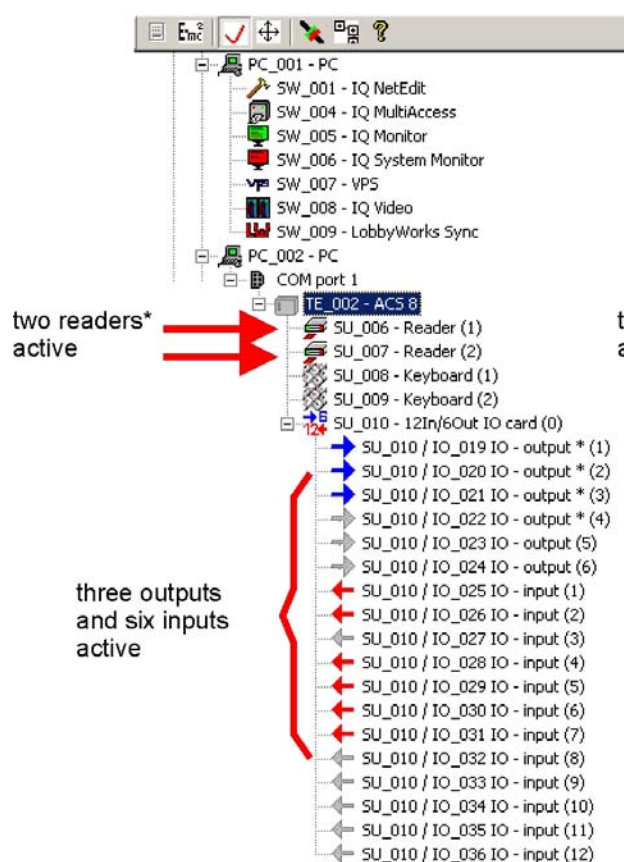 Emc
PC_001 - PC
SW_001 - IQ NetEdit
SW_004 - IQ MultiAccess
SW_005 - IQ Monitor
SW_006 - IQ System Monitor
VPS SW_007 - VPS
SW_008 - IQ Video
LW SW_009 - LobbyWorks Sync
PC_002 - PC
COM port 1
TE_002 - ACS 8
two readers*
active
SU_006 - Reader (1)
SU_007 - Reader (2)
SU_008 - Keyboard (1)
SU_009 - Keyboard (2)
6
12
SU_010 - 12In/6Out IO card (0)
SU_010 / IO_019 IO - output * (1)
SU_010 / IO_020 IO - output * (2)
SU_010 / IO_021 IO - output * (3)
SU_010 / IO_022 IO - output * (4)
SU_010 / IO_023 IO - output (5)
SU_010 / IO_024 IO - output (6)
three outputs
and six inputs
active
SU_010 / IO_025 IO - input (1)
SU_010 / IO_026 IO - input (2)
SU_010 / IO_027 IO - input (3)
SU_010 / IO_028 IO - input (4)
SU_010 / IO_029 IO - input (5)
SU_010 / IO_030 IO - input (6)
SU_010 / IO_031 IO - input (7)
SU_010 / IO_032 IO - input (8)
SU_010 / IO_033 IO - input (9)
SU_010 / IO_034 IO - input (10)
SU_010 / IO_035 IO - input (11)
SU_010 / IO_036 IO - input (12)